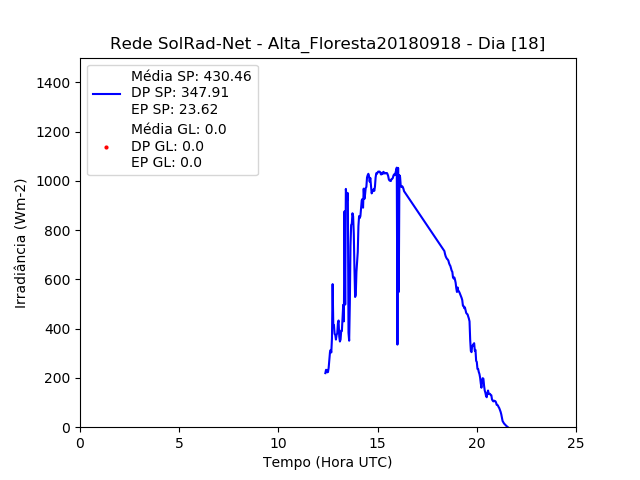 Rede SolRad-Net - Alta_Floresta20180918 - Dia [18]
Média SP: 430.46
DP SP: 347.91
EP SP: 23.62
Média GL: 0.0
DP GL: 0.0
EP GL: 0.0
1400
1200
1000
800
600
400
200
0
Irradiância (Wm-2)
0 5 10 15 20 25
Tempo (Hora UTC)